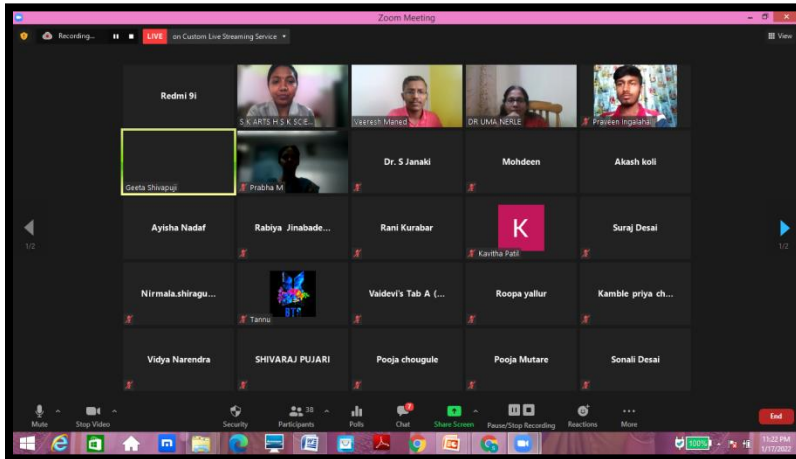 Zoom Meeting
Recording...
LIVE on Custom Live Streaming Service
View
Redmi 9i
S.K ARTS H S K SCIE...
Veeresh Maned
DR UMA NERLE
Praveen Ingalahal
Geeta Shivapuji
Prabha M
Dr. S Janaki
Mohdeen
Akash koli
Ayisha Nadaf
Rabiya Jinabade...
Rani Kurabar
K
Kavitha Patil
Suraj Desai
1/2
1/2
Nirmala.shiragu...
BTS
Tannu
Vaidevi's Tab A (...
Roopa yallur
Kamble priya ch...
Vidya Narendra
SHIVARAJ PUJARI
Pooja chougule
Pooja Mutare
Sonali Desai
Mute
Stop Video
Security
38
Participants
Polls
7
Chat
Share Screen
Pause/Stop Recording
Reactions
More
End
100%
11:22 PM
1/17/2022